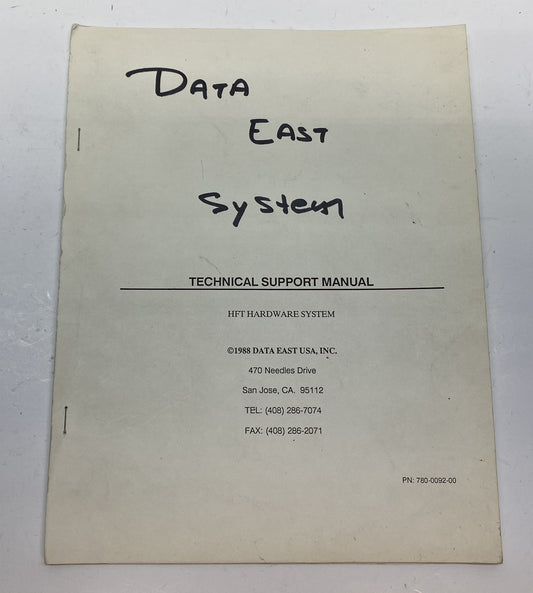 DATA
EAST
System
TECHNICAL SUPPORT MANUAL
HFT HARDWARE SYSTEM
©1988 DATA EAST USA, INC.
470 Needles Drive
San Jose, CA. 95112
TEL: (408) 286-7074
FAX: (408) 286-2071
PN: 780-0092-00